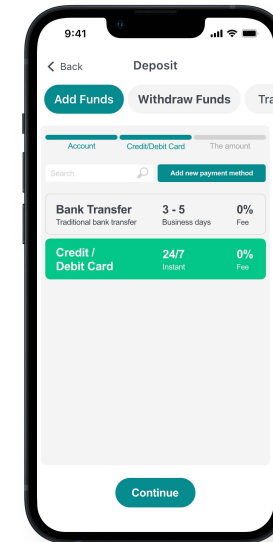 9:41
Back
Deposit
Add Funds Withdraw Funds Tra
Account Credit/Debit Card The amount
Search Add new payment method
Bank Transfer 3 - 5 0%
Traditional bank transfer Business days Fee
Credit / 24/7 0%
Debit Card Instant Fee
Continue